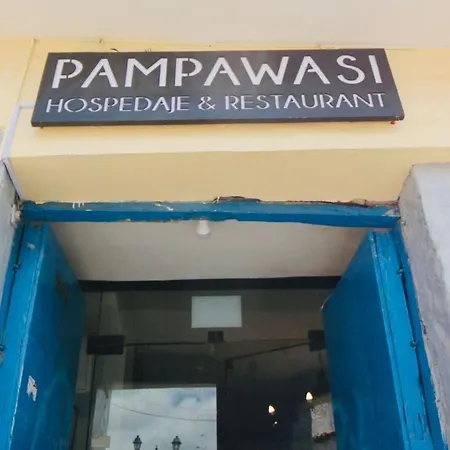 PAMPAWASI
HOSPEDAJE & RESTAURANT